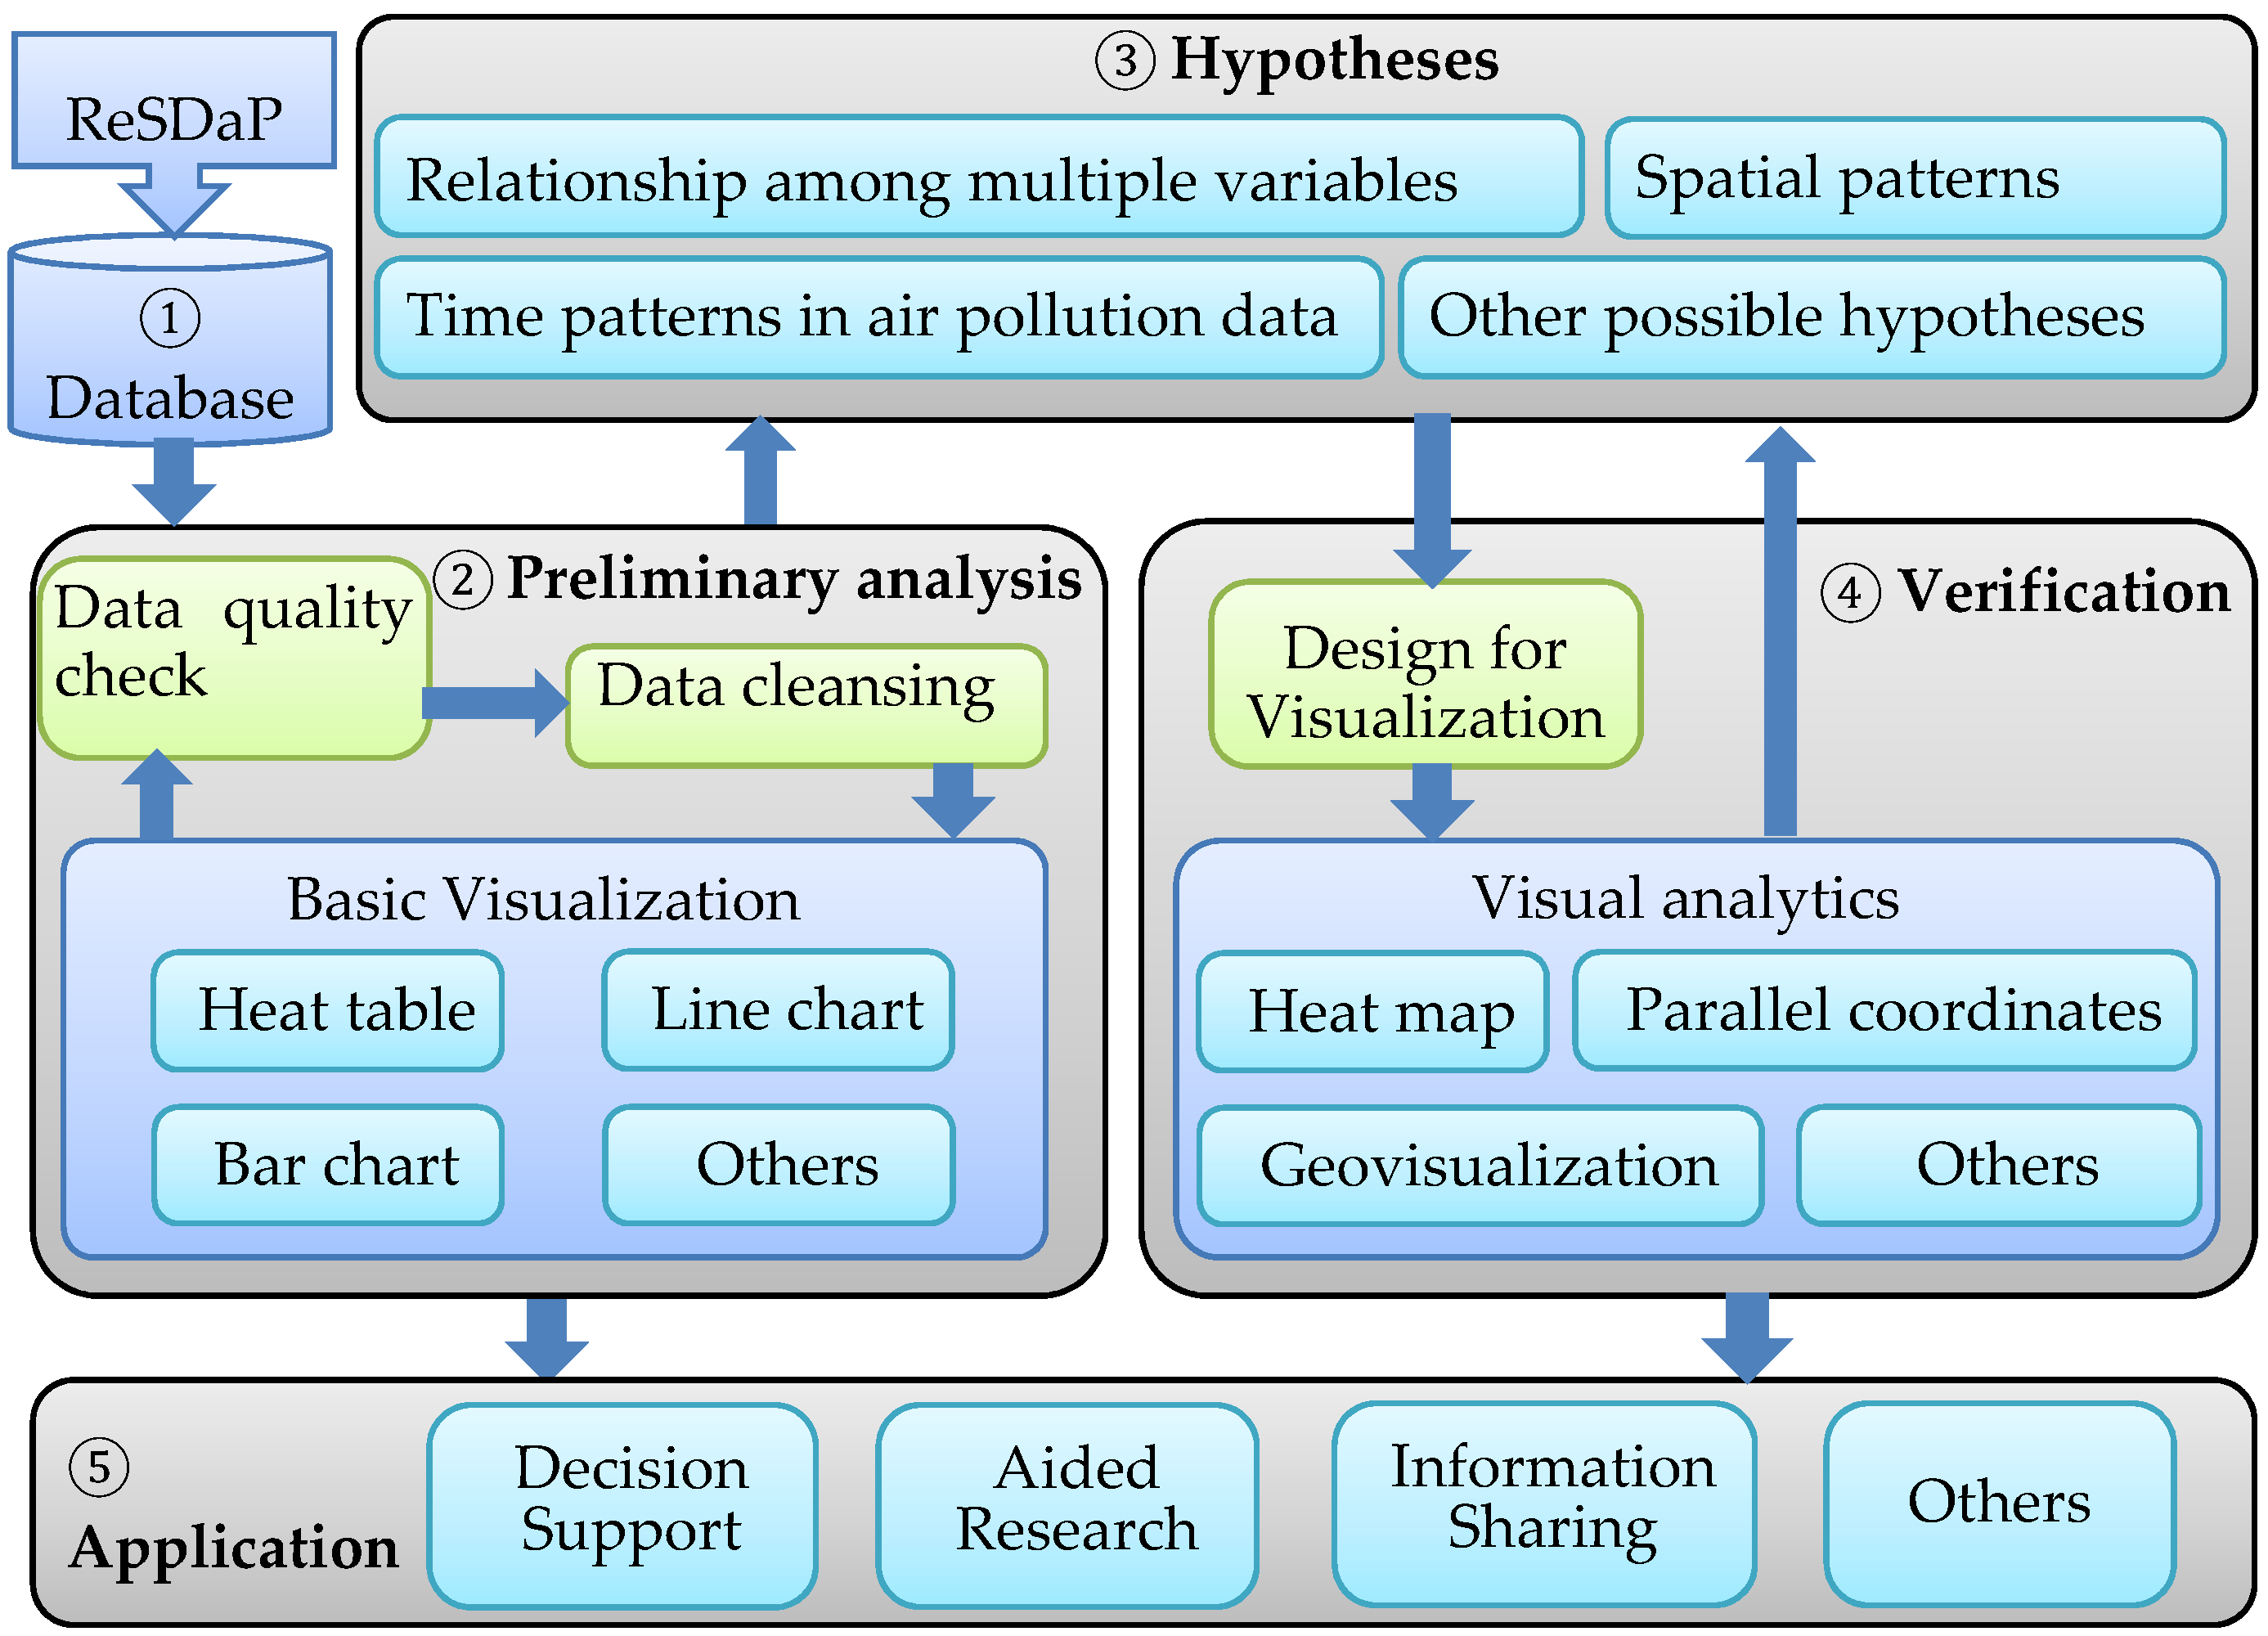 ReSDaP
① Database
③ Hypotheses
Relationship among multiple variables
Spatial patterns
Time patterns in air pollution data
Other possible hypotheses
② Preliminary analysis
Data quality
check
Data cleansing
Basic Visualization
Heat table
Line chart
Bar chart
Others
④ Verification
Design for
Visualization
Visual analytics
Heat map
Parallel coordinates
Geovisualization
Others
⑤
Application
Decision
Support
Aided
Research
Information
Sharing
Others